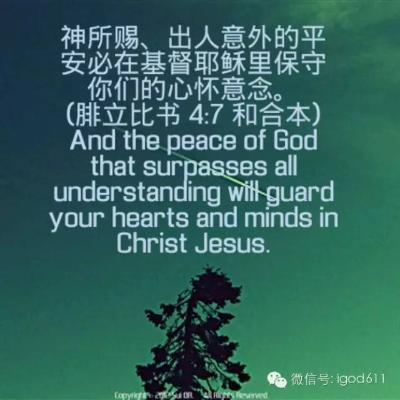 神所赐、出人意外的平
安必在基督耶稣里保守
你们的心怀意念。
(腓立比书 4:7 和合本)
And the peace of God
that surpasses all
understanding will guard
your hearts and minds in
Christ Jesus.
微信号: igod611
All Rights Reserved.